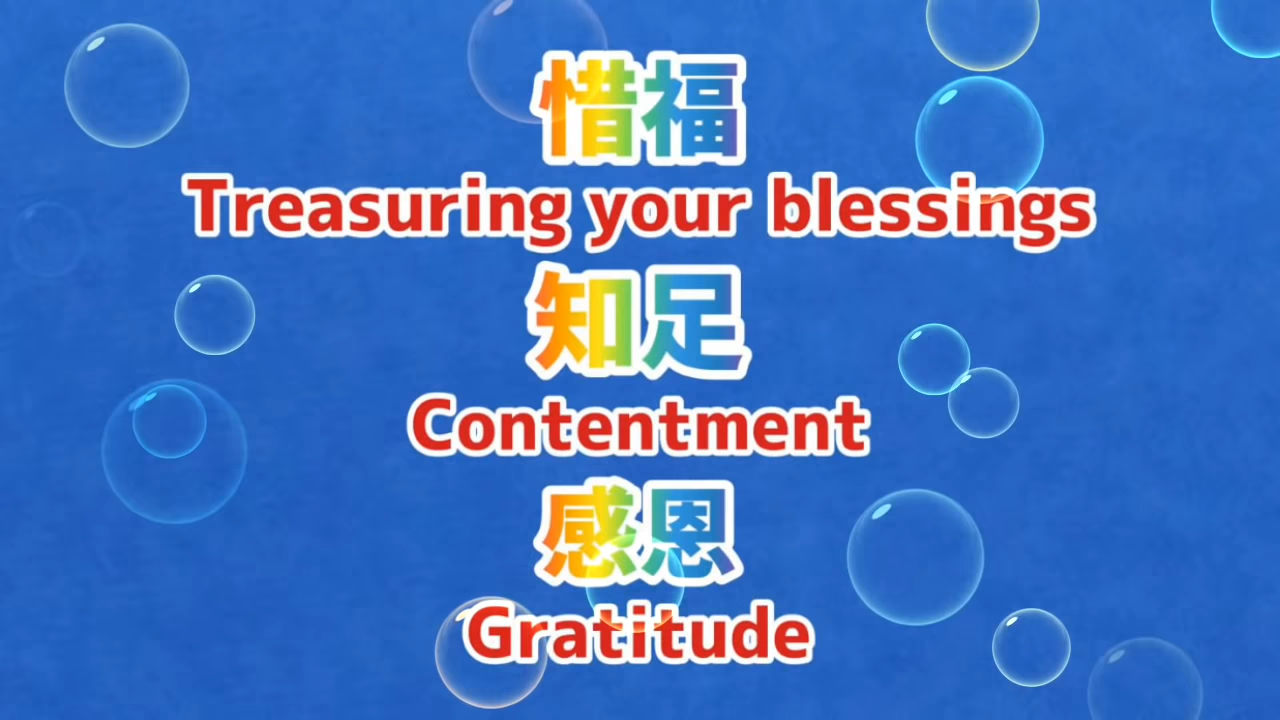 惜福
Treasuring your blessings
知足
Contentment
感恩
Gratitude